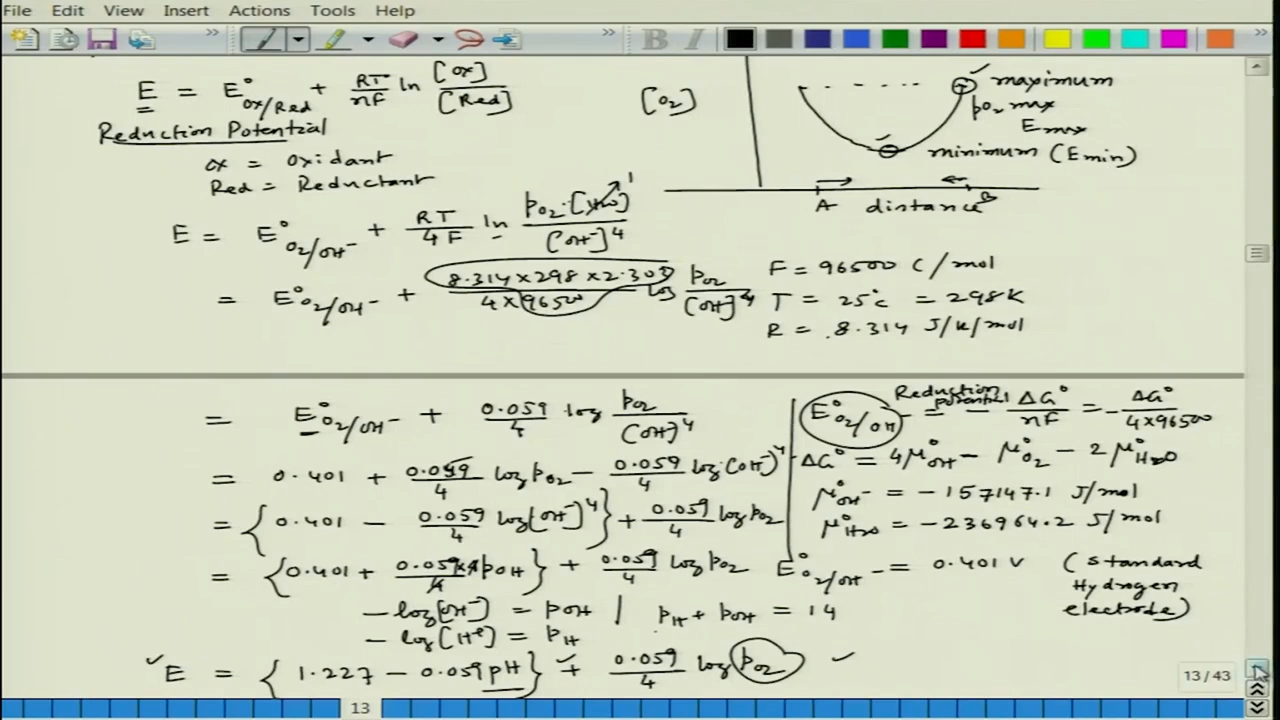 File Edit View Insert Actions Tools Help
E = E°ox/Red + RT/nF ln [Ox]/[Red]
Reduction Potential
Ox = Oxidant
Red = Reductant
[O2]
maximum
pO2 max
E max
minimum (Emin)
A distance B
E = E°O2/OH- + RT/4F ln pO2·[H2O]/[OH-]^4
1
= E°O2/OH- + 8.314×298×2.303/4×96500 log pO2/[OH-]^4
F = 96500 C/mol
T = 25°C = 298K
R = 8.314 J/K/mol
= E°O2/OH- + 0.059/4 log pO2/[OH-]^4
= 0.401 + 0.059/4 log pO2 - 0.059/4 log[OH-]^4
= {0.401 - 0.059/4 log[OH-]^4} + 0.059/4 log pO2
= {0.401 + 0.059×4/4 pOH} + 0.059/4 log pO2
-log[OH-] = pOH | pH + pOH = 14
-log[H+] = pH
E = {1.227 - 0.059pH} + 0.059/4 log pO2
Reduction potential
E°O2/OH- = -ΔG°/nF = -ΔG°/4×96500
ΔG° = 4μ°OH- - μ°O2 - 2μ°H2O
μ°OH- = -157147.1 J/mol
μ°H2O = -236964.2 J/mol
E°O2/OH- = 0.401 V (Standard
Hydrogen
electrode)
13/43
13